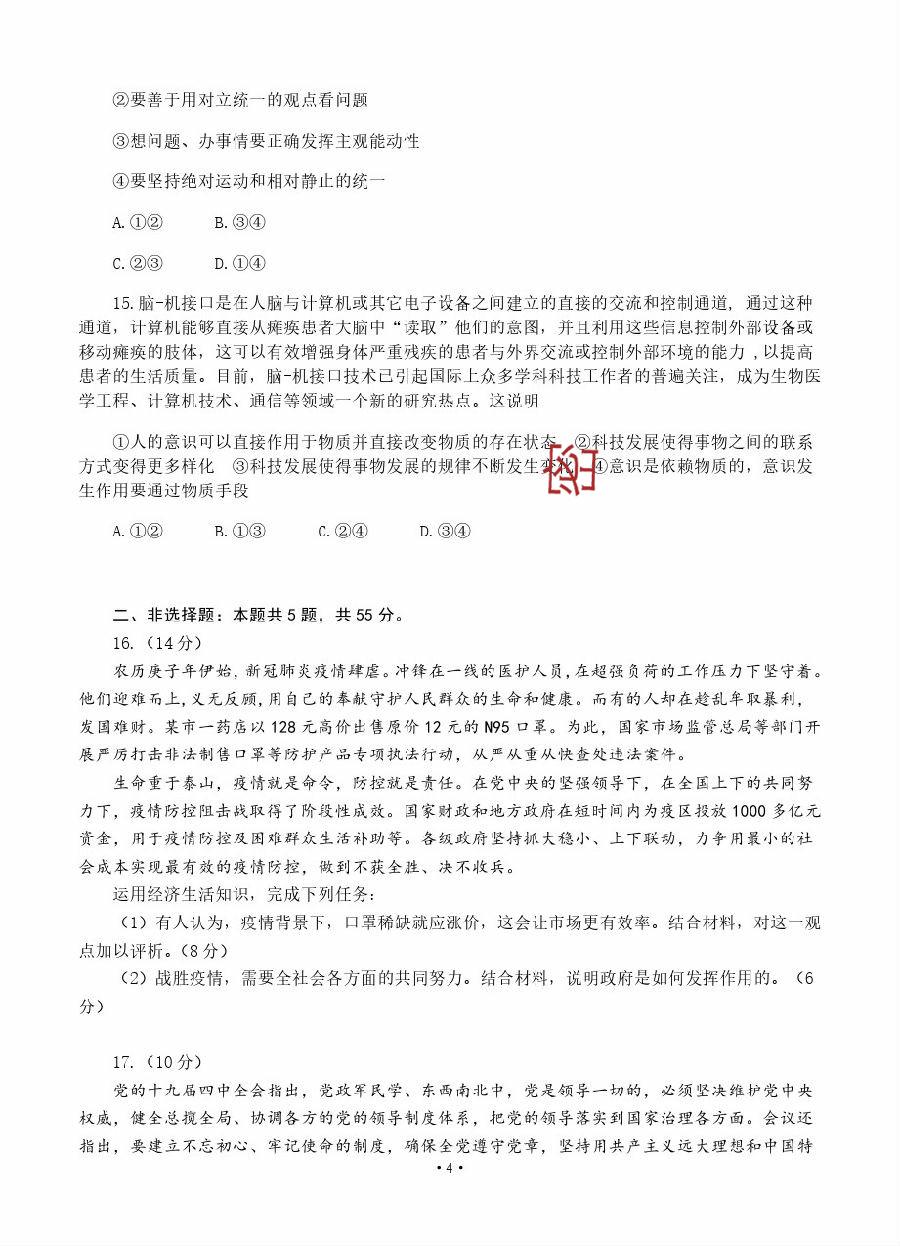 ②要善于用对立统一的观点看问题
③想问题、办事情要正确发挥主观能动性
④要坚持绝对运动和相对静止的统一
A.①② B.③④
C.②③ D.①④
15.脑-机接口是在人脑与计算机或其它电子设备之间建立的直接的交流和控制通道，通过这种
通道，计算机能够直接从瘫痪患者大脑中“读取”他们的意图，并且利用这些信息控制外部设备或
移动瘫痪的肢体，这可以有效增强身体严重残疾的患者与外界交流或控制外部环境的能力，以提高
患者的生活质量。目前，脑-机接口技术已引起国际上众多学科科技工作者的普遍关注，成为生物医
学工程、计算机技术、通信等领域一个新的研究热点。这说明
①人的意识可以直接作用于物质并直接改变物质的存在状态 ②科技发展使得事物之间的联系
方式变得更多样化 ③科技发展使得事物发展的规律不断发生变化 ④意识是依赖物质的，意识发
生作用要通过物质手段
A.①② B.①③ C.②④ D.③④
二、非选择题：本题共5题，共55分。
16.（14分）
农历庚子年伊始，新冠肺炎疫情肆虐。冲锋在一线的医护人员,在超强负荷的工作压力下坚守着。
他们迎难而上,义无反顾,用自己的奉献守护人民群众的生命和健康。而有的人却在趁乱牟取暴利，
发国难财。某市一药店以128元高价出售原价12元的N95口罩。为此，国家市场监管总局等部门开
展严厉打击非法制售口罩等防护产品专项执法行动，从严从重从快查处违法案件。
生命重于泰山，疫情就是命令，防控就是责任。在党中央的坚强领导下，在全国上下的共同努
力下，疫情防控阻击战取得了阶段性成效。国家财政和地方政府在短时间内为疫区投放1000多亿元
资金，用于疫情防控及困难群众生活补助等。各级政府坚持抓大稳小、上下联动，力争用最小的社
会成本实现最有效的疫情防控，做到不获全胜、决不收兵。
运用经济生活知识，完成下列任务：
（1）有人认为，疫情背景下，口罩稀缺就应涨价，这会让市场更有效率。结合材料，对这一观
点加以评析。（8分）
（2）战胜疫情，需要全社会各方面的共同努力。结合材料，说明政府是如何发挥作用的。（6
分）
17.（10分）
党的十九届四中全会指出，党政军民学、东西南北中，党是领导一切的，必须坚决维护党中央
权威，健全总揽全局、协调各方的党的领导制度体系，把党的领导落实到国家治理各方面。会议还
指出，要建立不忘初心、牢记使命的制度，确保全党遵守党章，坚持用共产主义远大理想和中国特
·4·